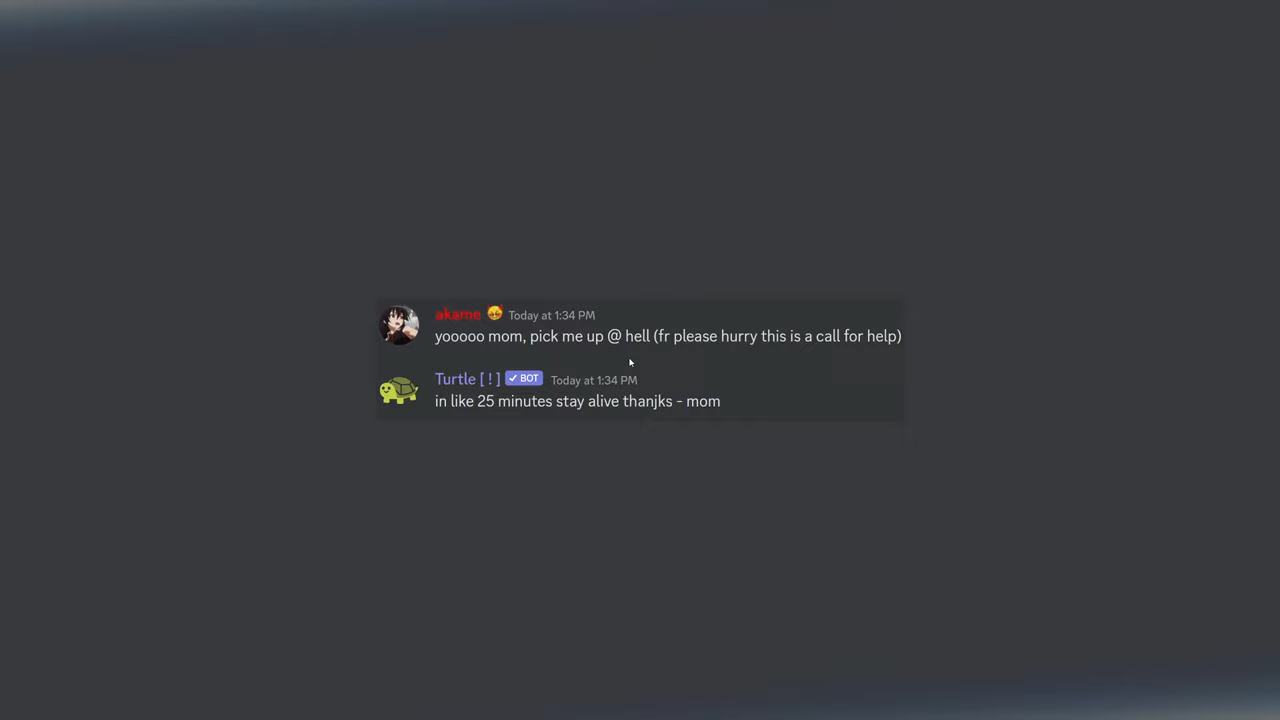 akame 😈 Today at 1:34 PM
yooooo mom, pick me up @ hell (fr please hurry this is a call for help)
Turtle [ ! ] ✓ BOT Today at 1:34 PM
in like 25 minutes stay alive thanjks - mom